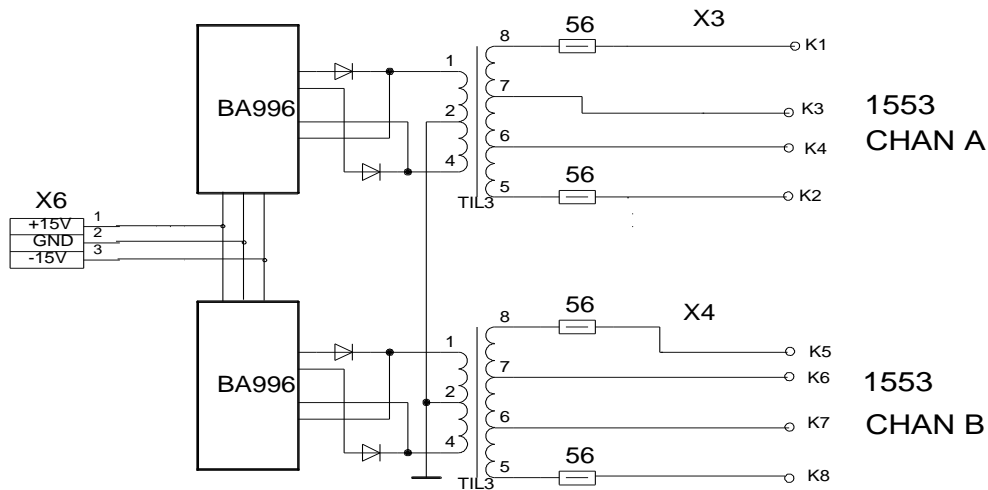 56
X3
8
K1
1
7
K3
1553
BA996
2
CHAN A
6
K4
4
56
5
K2
TIL3
X6
+15V
1
GND
2
-15V
3
56
X4
8
K5
1
7
K6
1553
BA996
2
6
K7
CHAN B
4
56
5
K8
TIL3